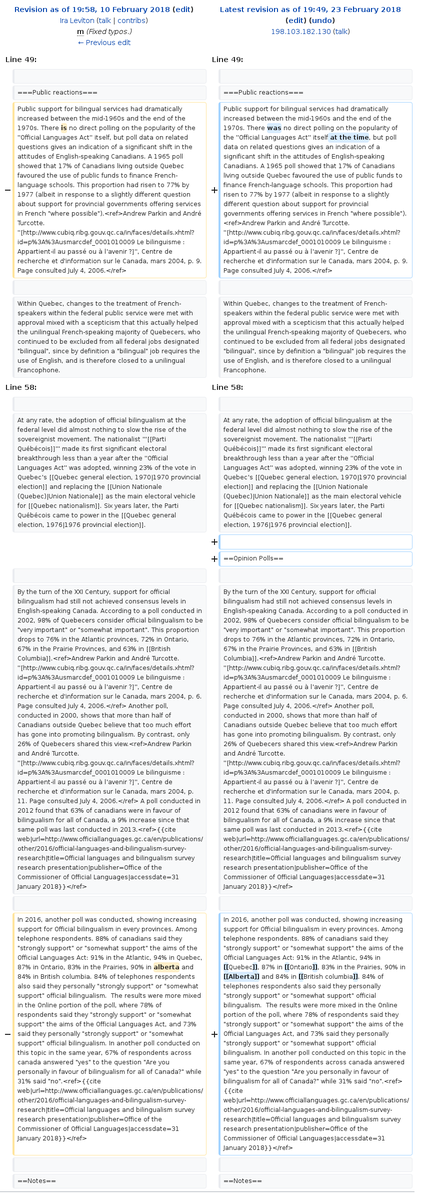 Revision as of 19:58, 10 February 2018 (edit)
Ira Leviton (talk | contribs)
m (Fixed typos.)
← Previous edit
Latest revision as of 19:49, 23 February 2018
(edit) (undo)
198.103.182.130 (talk)
Line 49:
Line 49:
===Public reactions===
===Public reactions===
−
Public support for bilingual services had dramatically
increased between the mid-1960s and the end of the
1970s. There is no direct polling on the popularity of the
''Official Languages Act'' itself, but poll data on related
questions gives an indication of a significant shift in the
attitudes of English-speaking Canadians. A 1965 poll
showed that 17% of Canadians living outside Quebec
favoured the use of public funds to finance French-
language schools. This proportion had risen to 77% by
1977 (albeit in response to a slightly different question
about support for provincial governments offering services
in French "where possible").<ref>Andrew Parkin and André
Turcotte.
"[http://www.cubiq.ribg.gouv.qc.ca/in/faces/details.xhtml?
id=p%3A%3Ausmarcdef_0001010009 Le bilinguisme :
Appartient-il au passé ou à l'avenir ?]", Centre de
recherche et d'information sur le Canada, mars 2004, p. 9.
Page consulted July 4, 2006.</ref>
+
Public support for bilingual services had dramatically
increased between the mid-1960s and the end of the
1970s. There was no direct polling on the popularity of
the ''Official Languages Act'' itself at the time, but poll
data on related questions gives an indication of a
significant shift in the attitudes of English-speaking
Canadians. A 1965 poll showed that 17% of Canadians
living outside Quebec favoured the use of public funds to
finance French-language schools. This proportion had
risen to 77% by 1977 (albeit in response to a slightly
different question about support for provincial
governments offering services in French "where possible").
<ref>Andrew Parkin and André Turcotte.
"[http://www.cubiq.ribg.gouv.qc.ca/in/faces/details.xhtml?
id=p%3A%3Ausmarcdef_0001010009 Le bilinguisme :
Appartient-il au passé ou à l'avenir ?]", Centre de
recherche et d'information sur le Canada, mars 2004, p. 9.
Page consulted July 4, 2006.</ref>
Within Quebec, changes to the treatment of French-
speakers within the federal public service were met with
approval mixed with a scepticism that this actually helped
the unilingual French-speaking majority of Quebecers, who
continued to be excluded from all federal jobs designated
"bilingual", since by definition a "bilingual" job requires the
use of English, and is therefore closed to a unilingual
Francophone.
Within Quebec, changes to the treatment of French-
speakers within the federal public service were met with
approval mixed with a scepticism that this actually helped
the unilingual French-speaking majority of Quebecers, who
continued to be excluded from all federal jobs designated
"bilingual", since by definition a "bilingual" job requires the
use of English, and is therefore closed to a unilingual
Francophone.
Line 58:
Line 58:
At any rate, the adoption of official bilingualism at the
federal level did almost nothing to slow the rise of the
sovereignist movement. The nationalist '''[[Parti
Québécois]]''' made its first significant electoral
breakthrough less than a year after the ''Official
Languages Act'' was adopted, winning 23% of the vote in
Quebec's [[Quebec general election, 1970|1970 provincial
election]] and replacing the [[Union Nationale
(Quebec)|Union Nationale]] as the main electoral vehicle
for [[Quebec nationalism]]. Six years later, the Parti
Québécois came to power in the [[Quebec general
election, 1976|1976 provincial election]].
At any rate, the adoption of official bilingualism at the
federal level did almost nothing to slow the rise of the
sovereignist movement. The nationalist '''[[Parti
Québécois]]''' made its first significant electoral
breakthrough less than a year after the ''Official
Languages Act'' was adopted, winning 23% of the vote in
Quebec's [[Quebec general election, 1970|1970 provincial
election]] and replacing the [[Union Nationale
(Quebec)|Union Nationale]] as the main electoral vehicle
for [[Quebec nationalism]]. Six years later, the Parti
Québécois came to power in the [[Quebec general
election, 1976|1976 provincial election]].
+
+
==Opinion Polls==
By the turn of the XXI Century, support for official
bilingualism had still not achieved consensus levels in
English-speaking Canada. According to a poll conducted in
2002, 98% of Quebecers consider official bilingualism to be
"very important" or "somewhat important". This proportion
drops to 76% in the Atlantic provinces, 72% in Ontario,
67% in the Prairie Provinces, and 63% in [[British
Columbia]].<ref>Andrew Parkin and André Turcotte.
"[http://www.cubiq.ribg.gouv.qc.ca/in/faces/details.xhtml?
id=p%3A%3Ausmarcdef_0001010009 Le bilinguisme :
Appartient-il au passé ou à l'avenir ?]", Centre de
recherche et d'information sur le Canada, mars 2004, p. 6.
Page consulted July 4, 2006.</ref> Another poll,
conducted in 2000, shows that more than half of
Canadians outside Quebec believe that too much effort
has gone into promoting bilingualism. By contrast, only
26% of Quebecers shared this view.<ref>Andrew Parkin
and André Turcotte.
"[http://www.cubiq.ribg.gouv.qc.ca/in/faces/details.xhtml?
id=p%3A%3Ausmarcdef_0001010009 Le bilinguisme :
Appartient-il au passé ou à l'avenir ?]", Centre de
recherche et d'information sur le Canada, mars 2004, p.
11. Page consulted July 4, 2006.</ref> A poll conducted in
2012 found that 63% of canadians were in favour of
bilingualism for all of canada, a 9% increase since that
same poll was last conducted in 2013.<ref>{{cite
web|url=http://www.officiallanguages.gc.ca/en/publications/
other/2016/official-languages-and-bilingualism-survey-
research|title=Official languages and bilingualism survey
research presentation|publisher=Office of the
Commissioner of Official Languages|accessdate=31
January 2018}}</ref>
By the turn of the XXI Century, support for official
bilingualism had still not achieved consensus levels in
English-speaking Canada. According to a poll conducted in
2002, 98% of Quebecers consider official bilingualism to be
"very important" or "somewhat important". This proportion
drops to 76% in the Atlantic provinces, 72% in Ontario,
67% in the Prairie Provinces, and 63% in [[British
Columbia]].<ref>Andrew Parkin and André Turcotte.
"[http://www.cubiq.ribg.gouv.qc.ca/in/faces/details.xhtml?
id=p%3A%3Ausmarcdef_0001010009 Le bilinguisme :
Appartient-il au passé ou à l'avenir ?]", Centre de
recherche et d'information sur le Canada, mars 2004, p. 6.
Page consulted July 4, 2006.</ref> Another poll,
conducted in 2000, shows that more than half of
Canadians outside Quebec believe that too much effort
has gone into promoting bilingualism. By contrast, only
26% of Quebecers shared this view.<ref>Andrew Parkin
and André Turcotte.
"[http://www.cubiq.ribg.gouv.qc.ca/in/faces/details.xhtml?
id=p%3A%3Ausmarcdef_0001010009 Le bilinguisme :
Appartient-il au passé ou à l'avenir ?]", Centre de
recherche et d'information sur le Canada, mars 2004, p.
11. Page consulted July 4, 2006.</ref> A poll conducted in
2012 found that 63% of canadians were in favour of
bilingualism for all of canada, a 9% increase since that
same poll was last conducted in 2013.<ref>{{cite
web|url=http://www.officiallanguages.gc.ca/en/publications/
other/2016/official-languages-and-bilingualism-survey-
research|title=Official languages and bilingualism survey
research presentation|publisher=Office of the
Commissioner of Official Languages|accessdate=31
January 2018}}</ref>
−
In 2016, another poll was conducted, showing increasing
support for Official bilingualism in every provinces. Among
telephone respondents. 88% of canadians said they
"strongly support" or "somewhat support" the aims of the
Official Languages Act: 91% in the Atlantic, 94% in Quebec,
87% in Ontario, 83% in the Prairies, 90% in alberta and
84% in British columbia. 84% of telephones respondents
also said they personally "strongly support" or "somewhat
support" official bilingualism. The results were more mixed
in the Online portion of the poll, where 78% of
respondents said they "strongly support" or "somewhat
support" the aims of the Official Languages Act, and 73%
said they personally "strongly support" or "somewhat
support" official bilingualism. In another poll conducted on
this topic in the same year, 67% of respondents across
canada answered "yes" to the question "Are you
personally in favour of bilingualism for all of Canada?" while
31% said "no".<ref>{{cite
web|url=http://www.officiallanguages.gc.ca/en/publications/
other/2016/official-languages-and-bilingualism-survey-
research|title=Official languages and bilingualism survey
research presentation|publisher=Office of the
Commissioner of Official Languages|accessdate=31
January 2018}}</ref>
+
In 2016, another poll was conducted, showing increasing
support for Official bilingualism in every provinces. Among
telephone respondents. 88% of canadians said they
"strongly support" or "somewhat support" the aims of the
Official Languages Act: 91% in the Atlantic, 94% in
[[Quebec]], 87% in [[Ontario]], 83% in the Prairies, 90% in
[[Alberta]] and 84% in [[British columbia]]. 84% of
telephones respondents also said they personally "strongly
support" or "somewhat support" official
bilingualism. The results were more mixed in the Online
portion of the poll, where 78% of respondents said they
"strongly support" or "somewhat support" the aims of the
Official Languages Act, and 73% said they personally
"strongly support" or "somewhat support" official
bilingualism. In another poll conducted on this topic in the
same year, 67% of respondents across canada answered
"yes" to the question "Are you personally in favour of
bilingualism for all of Canada?" while 31% said "no".<ref>
{{cite
web|url=http://www.officiallanguages.gc.ca/en/publications/
other/2016/official-languages-and-bilingualism-survey-
research|title=Official languages and bilingualism survey
research presentation|publisher=Office of the
Commissioner of Official Languages|accessdate=31
January 2018}}</ref>
==Notes==
==Notes==